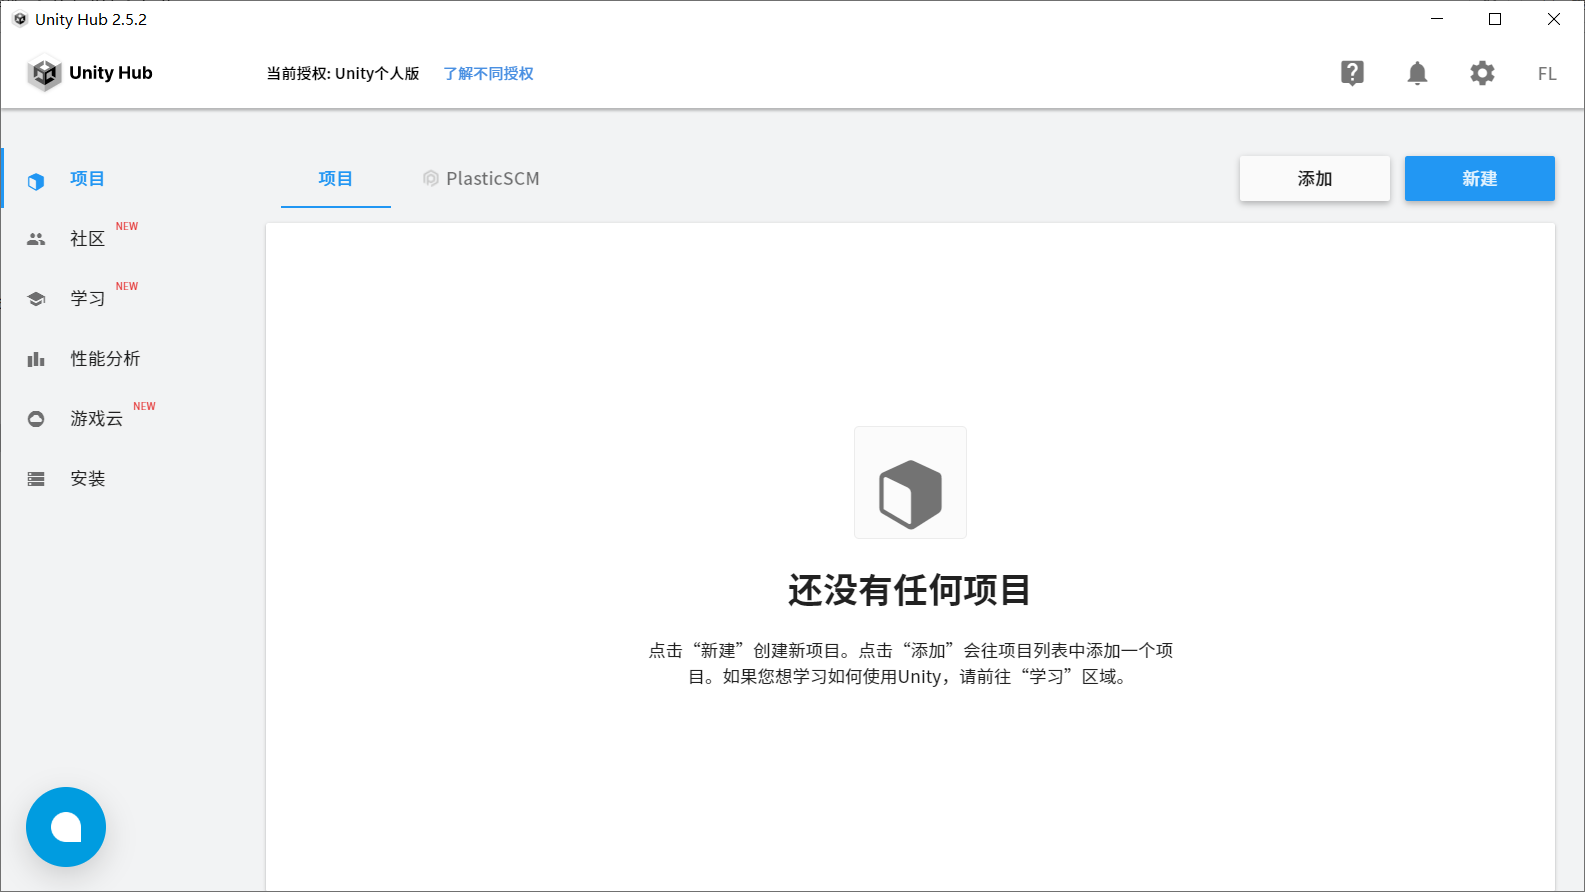 Unity Hub 2.5.2
Unity Hub
当前授权: Unity个人版 了解不同授权
FL
项目
社区 NEW
学习 NEW
性能分析
游戏云 NEW
安装
项目 PlasticSCM
添加 新建
还没有任何项目
点击“新建”创建新项目。点击“添加”会往项目列表中添加一个项
目。如果您想学习如何使用Unity，请前往“学习”区域。